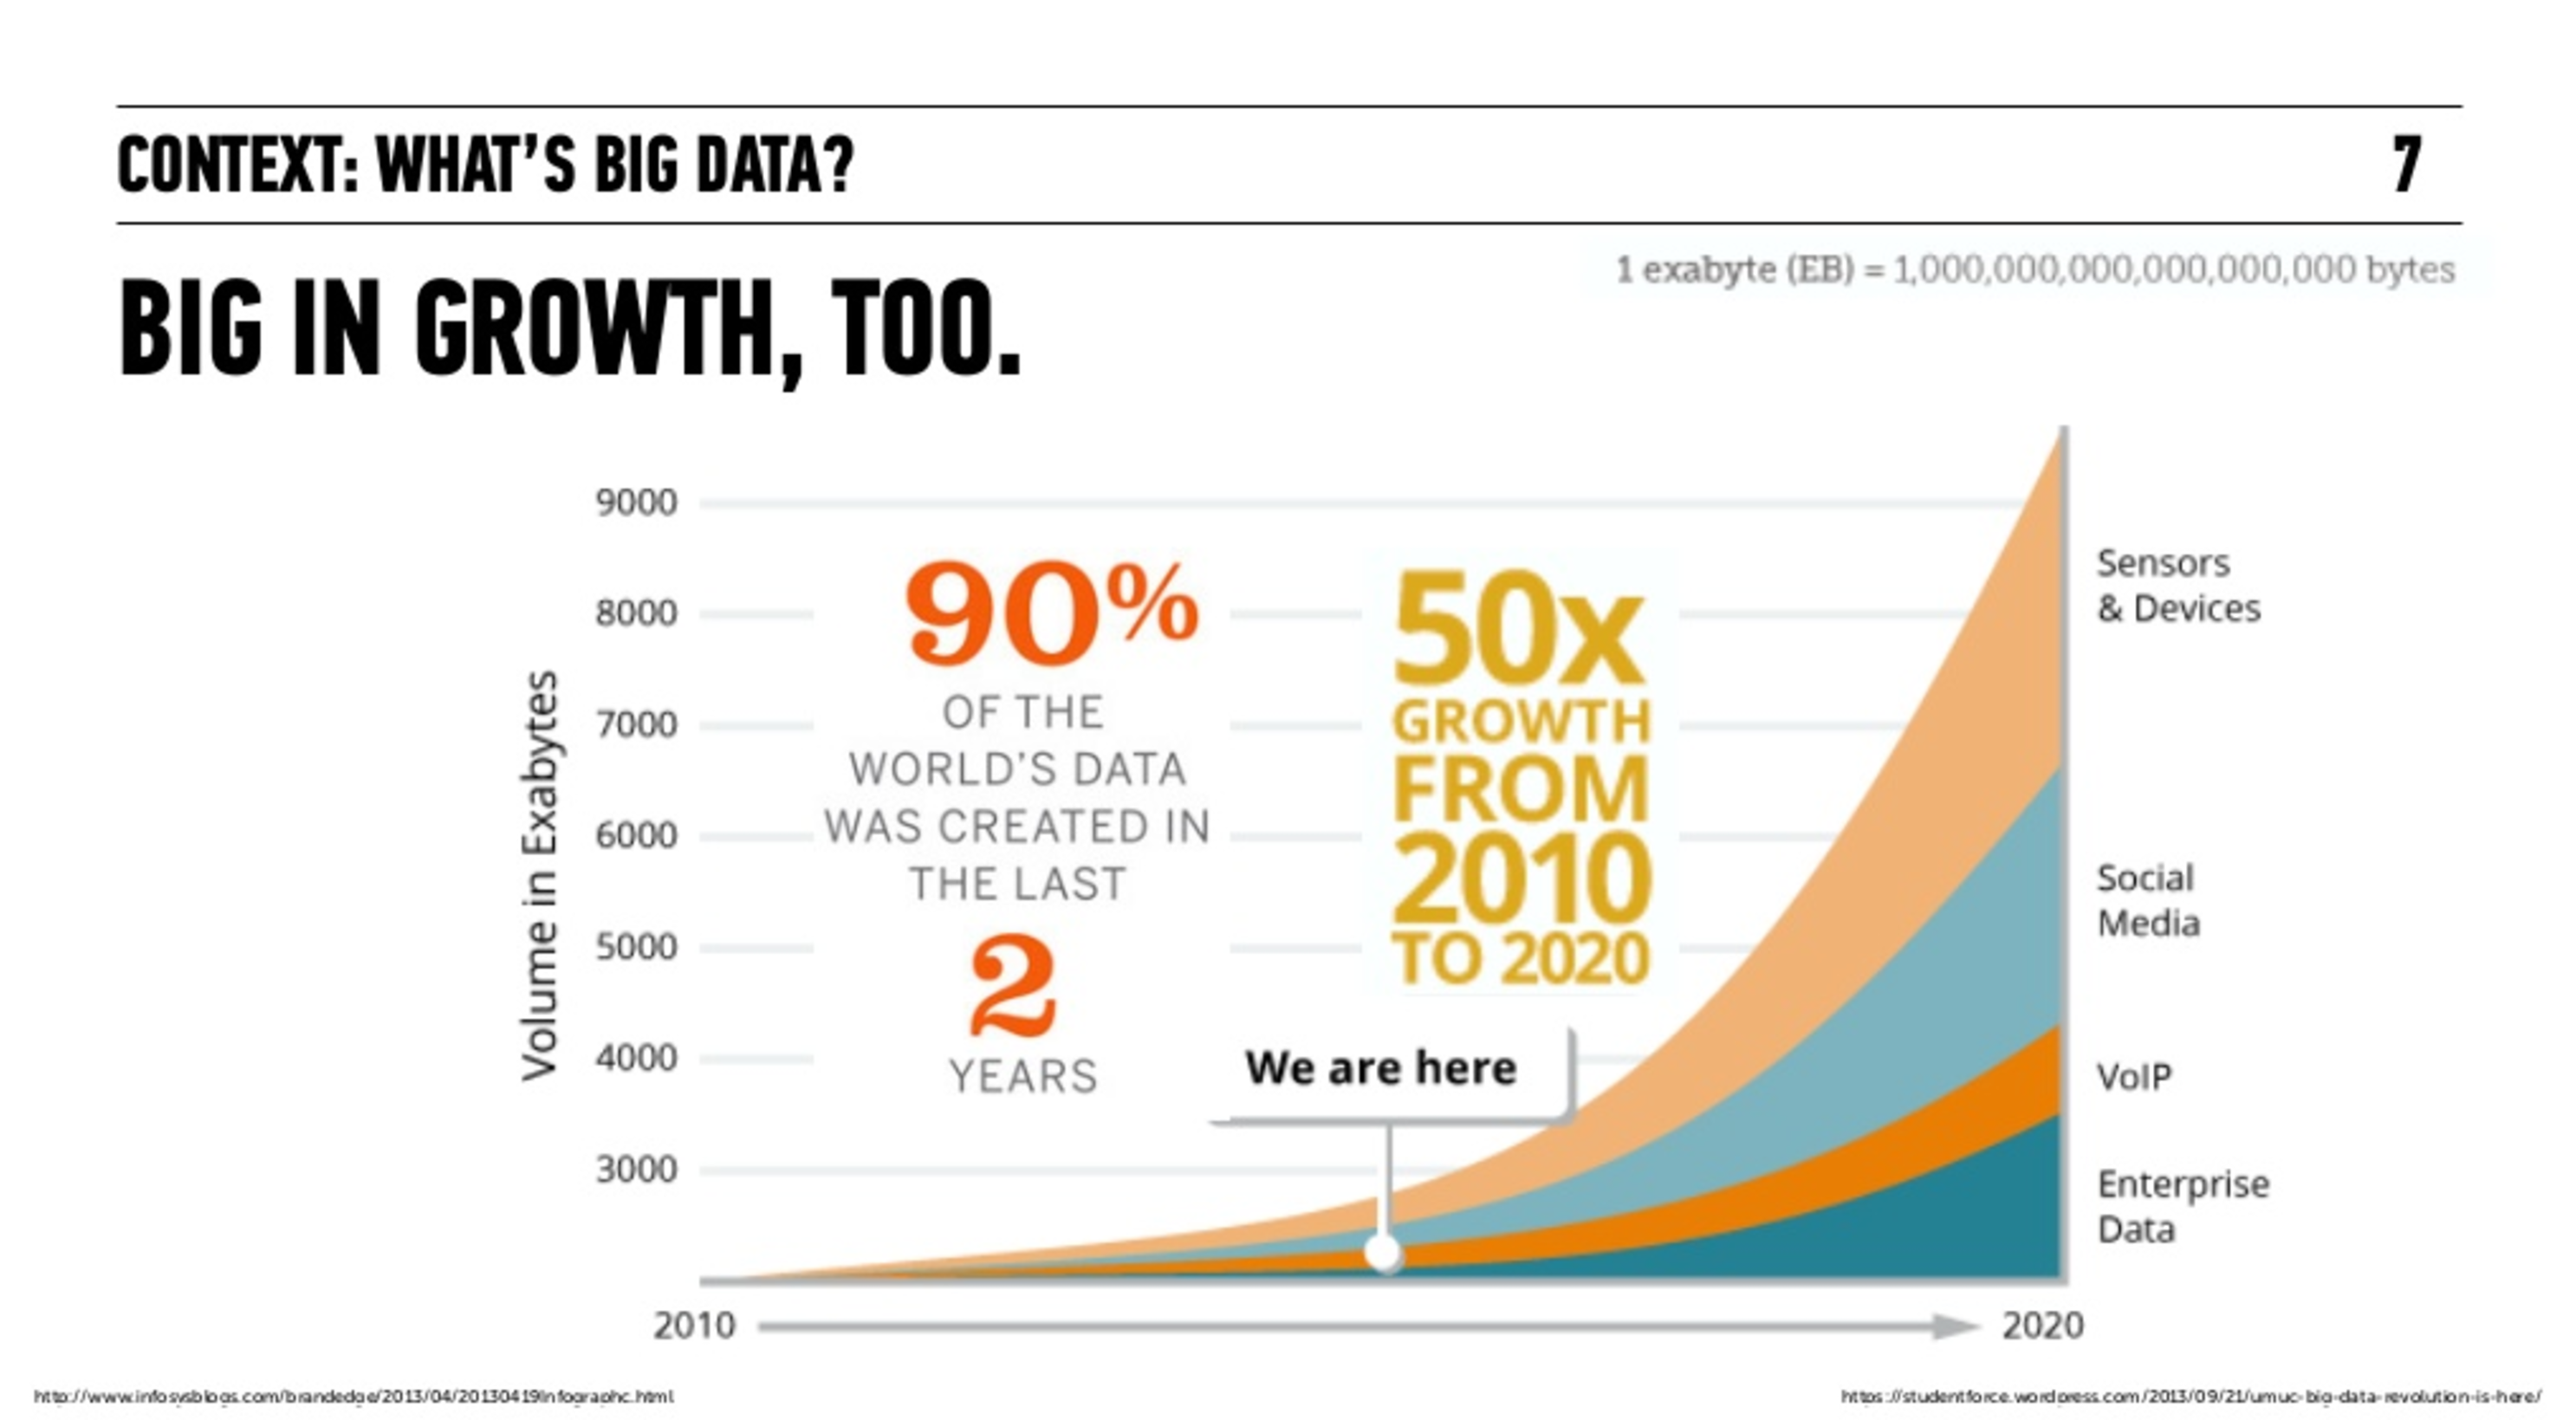 CONTEXT: WHAT'S BIG DATA?
7
BIG IN GROWTH, TOO.
1 exabyte (EB) = 1,000,000,000,000,000,000 bytes
Volume in Exabytes
9000
8000
7000
6000
5000
4000
3000
90%
OF THE
WORLD'S DATA
WAS CREATED IN
THE LAST
2
YEARS
50x
GROWTH
FROM
2010
TO 2020
We are here
Sensors
& Devices
Social
Media
VoIP
Enterprise
Data
2010
2020
http://www.infosysblogs.com/brandedge/2013/04/20130419Infographc.html
https://studentforce.wordpress.com/2013/09/21/umuc-big-data-revolution-is-here/